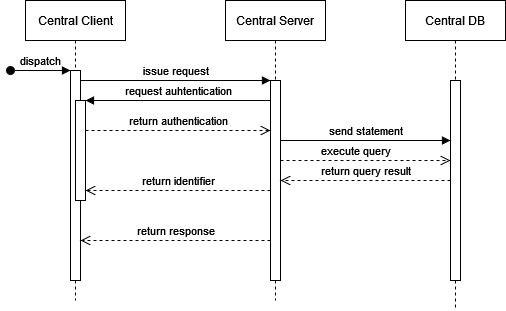 Central Client
Central Server
Central DB
dispatch
issue request
request auhtentication
return authentication
send statement
execute query
return query result
return identifier
return response